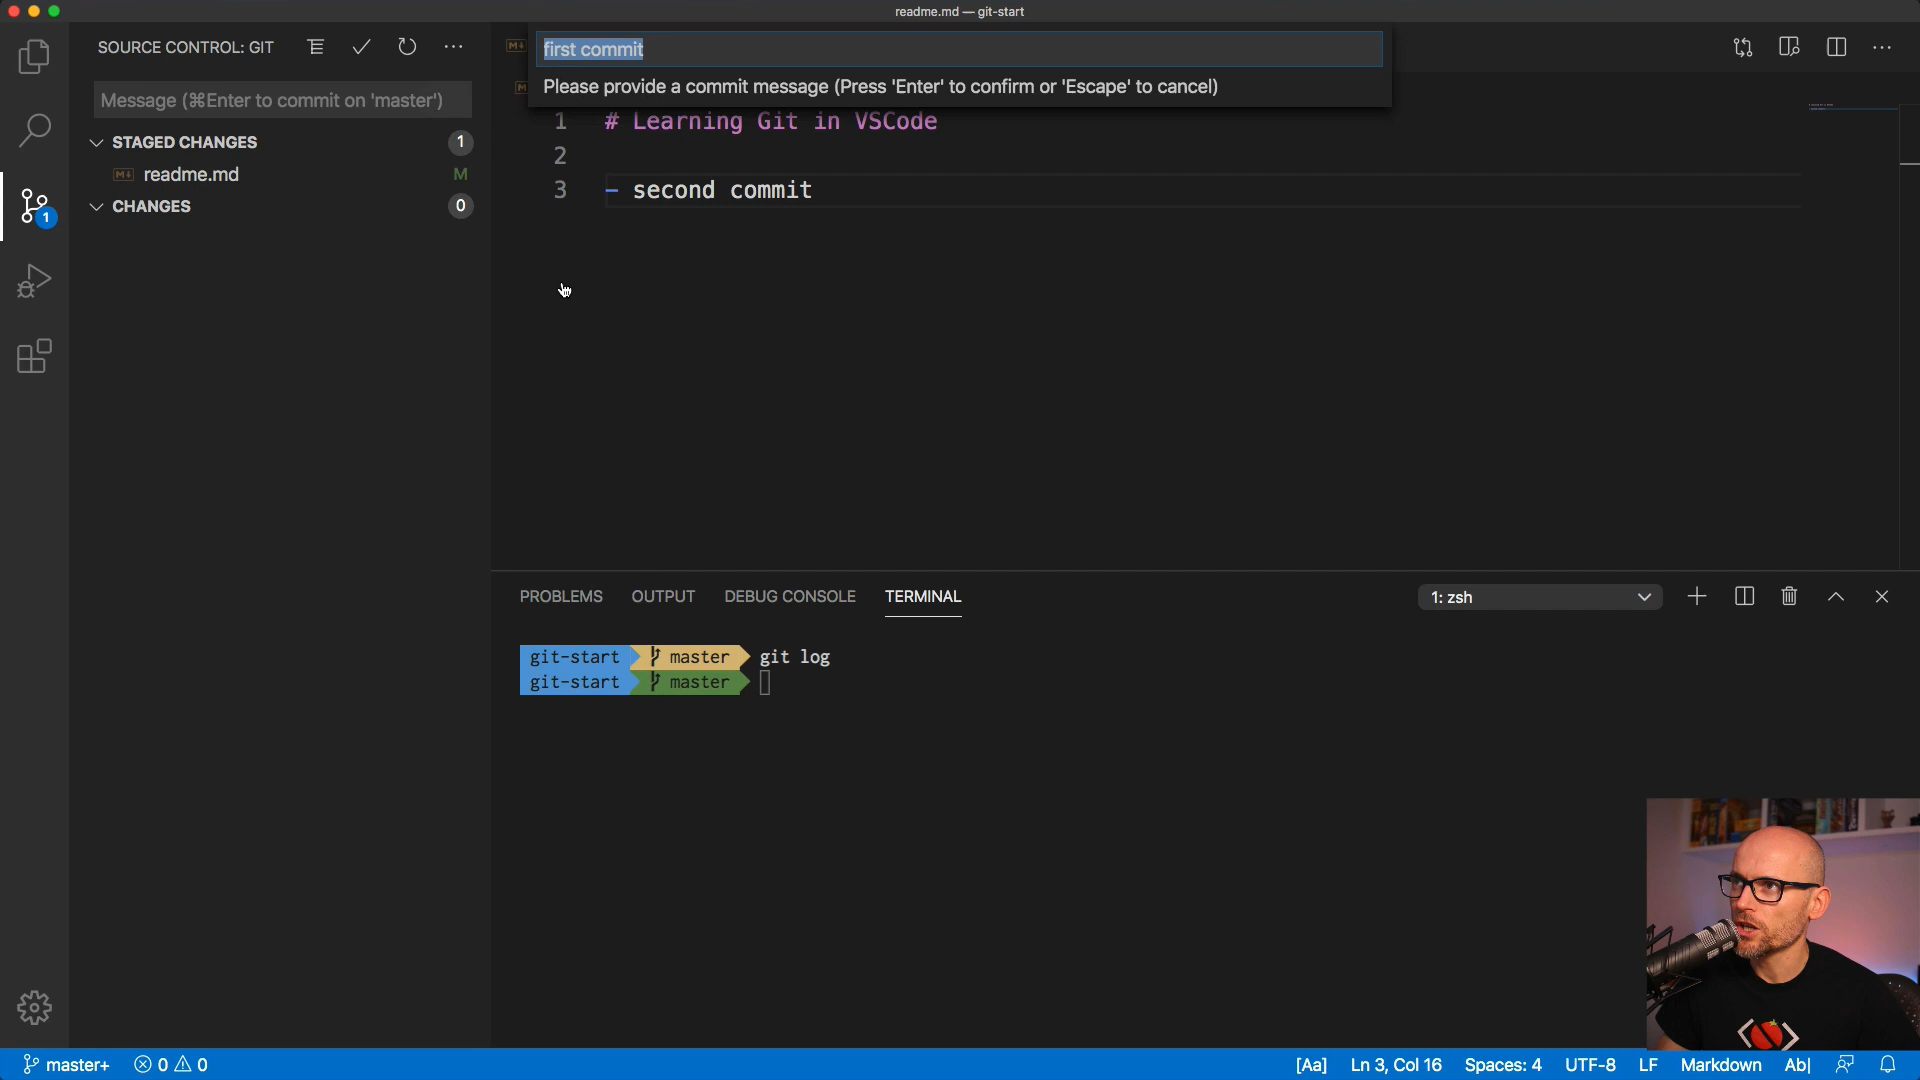 readme.md — git-start
SOURCE CONTROL: GIT
first commit
Message (⌘Enter to commit on 'master')
Please provide a commit message (Press 'Enter' to confirm or 'Escape' to cancel)
STAGED CHANGES 1
readme.md M
CHANGES 0
1
1 # Learning Git in VSCode
2
3 - second commit
PROBLEMS OUTPUT DEBUG CONSOLE TERMINAL 1: zsh
git-start master git log
git-start master
master+ 0 0 [Aa] Ln 3, Col 16 Spaces: 4 UTF-8 LF Markdown Ab|